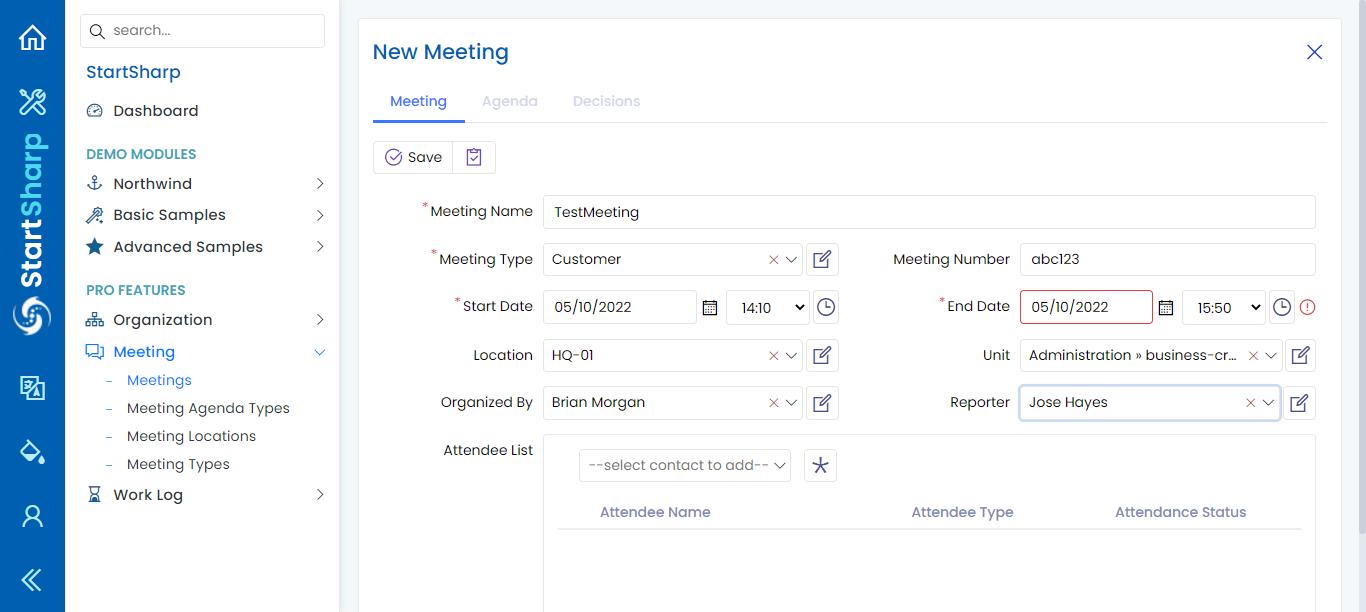 search...
StartSharp
StartSharp
Dashboard
DEMO MODULES
Northwind
Basic Samples
Advanced Samples
PRO FEATURES
Organization
Meeting
– Meetings
– Meeting Agenda Types
– Meeting Locations
– Meeting Types
Work Log
New Meeting
Meeting Agenda Decisions
Save
*Meeting Name TestMeeting
*Meeting Type Customer Meeting Number abc123
*Start Date 05/10/2022 14:10 *End Date 05/10/2022 15:50
Location HQ-01 Unit Administration » business-cr...
Organized By Brian Morgan Reporter Jose Hayes
Attendee List --select contact to add--
Attendee Name Attendee Type Attendance Status